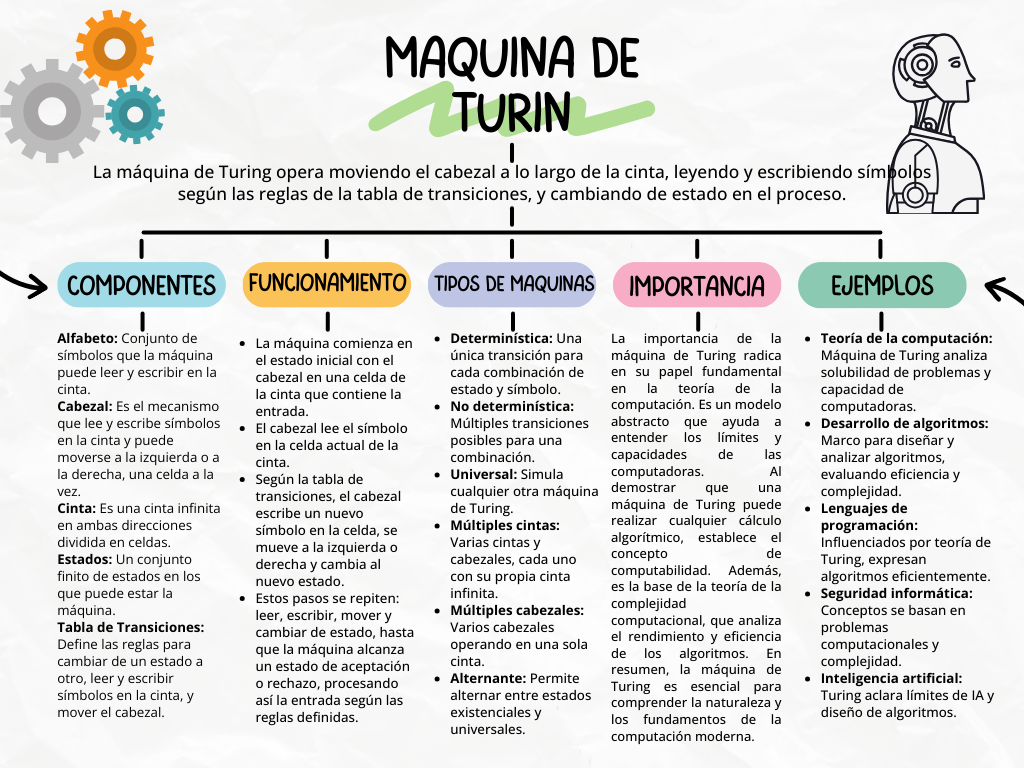 MAQUINA DE
TURIN
La máquina de Turing opera moviendo el cabezal a lo largo de la cinta, leyendo y escribiendo símbolos
según las reglas de la tabla de transiciones, y cambiando de estado en el proceso.
COMPONENTES
Alfabeto: Conjunto de
símbolos que la máquina
puede leer y escribir en la
cinta.
Cabezal: Es el mecanismo
que lee y escribe símbolos
en la cinta y puede
moverse a la izquierda o a
la derecha, una celda a la
vez.
Cinta: Es una cinta infinita
en ambas direcciones
dividida en celdas.
Estados: Un conjunto
finito de estados en los
que puede estar la
máquina.
Tabla de Transiciones:
Define las reglas para
cambiar de un estado a
otro, leer y escribir
símbolos en la cinta, y
mover el cabezal.
FUNCIONAMIENTO
• La máquina comienza en
el estado inicial con el
cabezal en una celda de
la cinta que contiene la
entrada.
• El cabezal lee el símbolo
en la celda actual de la
cinta.
• Según la tabla de
transiciones, el cabezal
escribe un nuevo
símbolo en la celda, se
mueve a la izquierda o
derecha y cambia al
nuevo estado.
• Estos pasos se repiten:
leer, escribir, mover y
cambiar de estado, hasta
que la máquina alcanza
un estado de aceptación
o rechazo, procesando
así la entrada según las
reglas definidas.
TIPOS DE MAQUINAS
• Determinística: Una
única transición para
cada combinación de
estado y símbolo.
• No determinística:
Múltiples transiciones
posibles para una
combinación.
• Universal: Simula
cualquier otra máquina
de Turing.
• Múltiples cintas:
Varias cintas y
cabezales, cada uno
con su propia cinta
infinita.
• Múltiples cabezales:
Varios cabezales
operando en una sola
cinta.
• Alternante: Permite
alternar entre estados
existenciales y
universales.
IMPORTANCIA
La importancia de la
máquina de Turing radica
en su papel fundamental
en la teoría de la
computación. Es un modelo
abstracto que ayuda a
entender los límites y
capacidades de las
computadoras. Al
demostrar que una
máquina de Turing puede
realizar cualquier cálculo
algorítmico, establece el
concepto de
computabilidad. Además,
es la base de la teoría de la
complejidad
computacional, que analiza
el rendimiento y eficiencia
de los algoritmos. En
resumen, la máquina de
Turing es esencial para
comprender la naturaleza y
los fundamentos de la
computación moderna.
EJEMPLOS
• Teoría de la computación:
Máquina de Turing analiza
solubilidad de problemas y
capacidad de
computadoras.
• Desarrollo de algoritmos:
Marco para diseñar y
analizar algoritmos,
evaluando eficiencia y
complejidad.
• Lenguajes de
programación:
Influenciados por teoría de
Turing, expresan
algoritmos eficientemente.
• Seguridad informática:
Conceptos se basan en
problemas
computacionales y
complejidad.
• Inteligencia artificial:
Turing aclara límites de IA y
diseño de algoritmos.